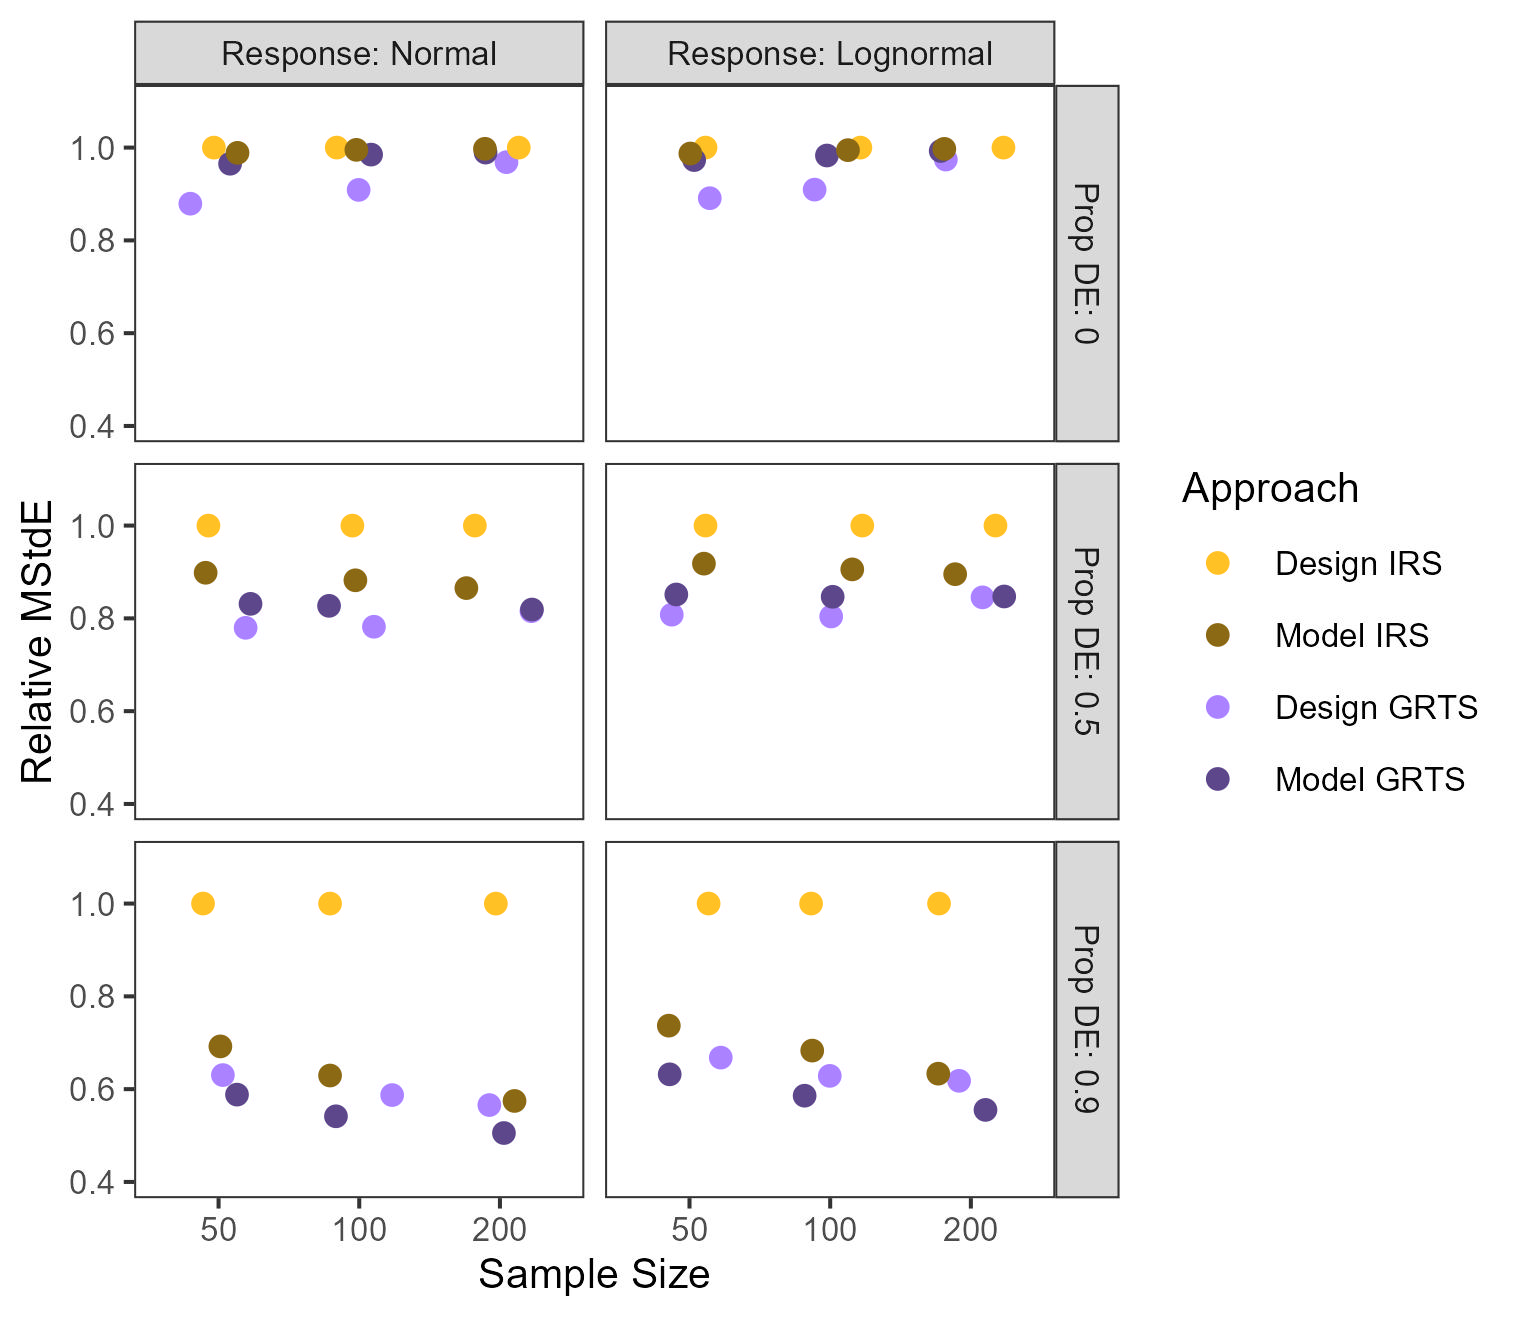 Response: Normal
Response: Lognormal
1.0
0.8
0.6
0.4
Prop DE: 0
1.0
0.8
0.6
0.4
Prop DE: 0.5
1.0
0.8
0.6
0.4
Prop DE: 0.9
Relative MStdE
50 100 200
50 100 200
Sample Size
Approach
Design IRS
Model IRS
Design GRTS
Model GRTS